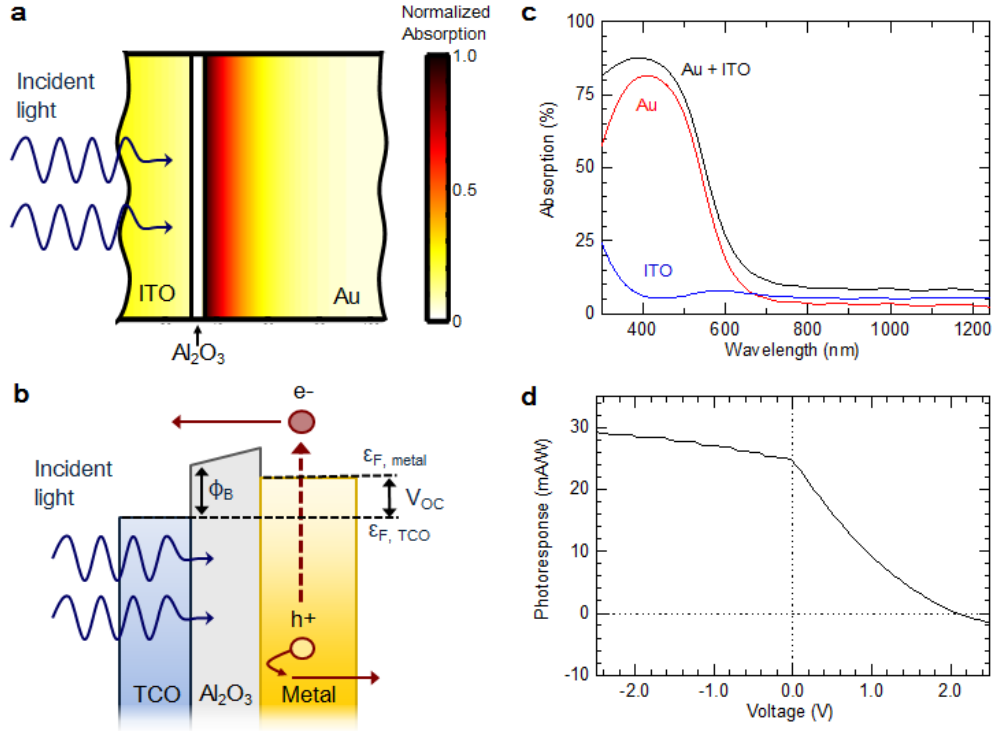 a
Normalized
Absorption
1.0
0.5
0
Incident
light
ITO
Au
Al₂O₃
b
e-
Incident
light
ϕB
εF, metal
VOC
εF, TCO
h+
TCO
Al₂O₃
Metal
c
100
75
50
25
0
Absorption (%)
Au + ITO
Au
ITO
400
600
800
1000
1200
Wavelength (nm)
d
30
20
10
0
-10
Photoresponse (mA/W)
-2.0
-1.0
0.0
1.0
2.0
Voltage (V)